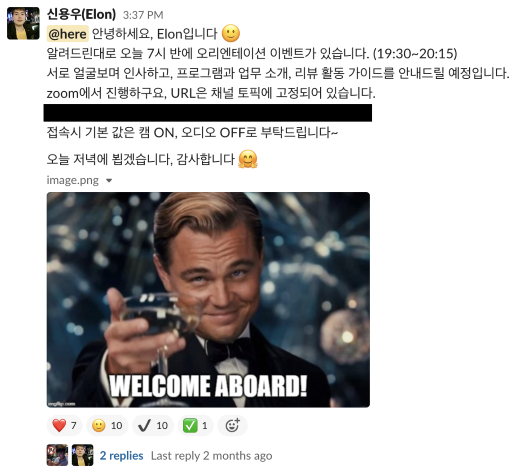 신용우(Elon) 3:37 PM
@here 안녕하세요, Elon입니다
알려드린대로 오늘 7시 반에 오리엔테이션 이벤트가 있습니다. (19:30~20:15)
서로 얼굴보며 인사하고, 프로그램과 업무 소개, 리뷰 활동 가이드를 안내드릴 예정입니다.
zoom에서 진행하구요, URL은 채널 토픽에 고정되어 있습니다.
접속시 기본 값은 캠 ON, 오디오 OFF로 부탁드립니다~
오늘 저녁에 뵙겠습니다, 감사합니다
image.png
WELCOME ABOARD!
imgflip.com
7 10 10 1
2 replies Last reply 2 months ago